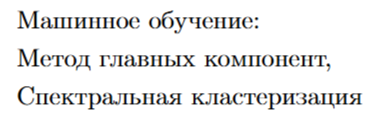 Машинное обучение:
Метод главных компонент,
Спектральная кластеризация